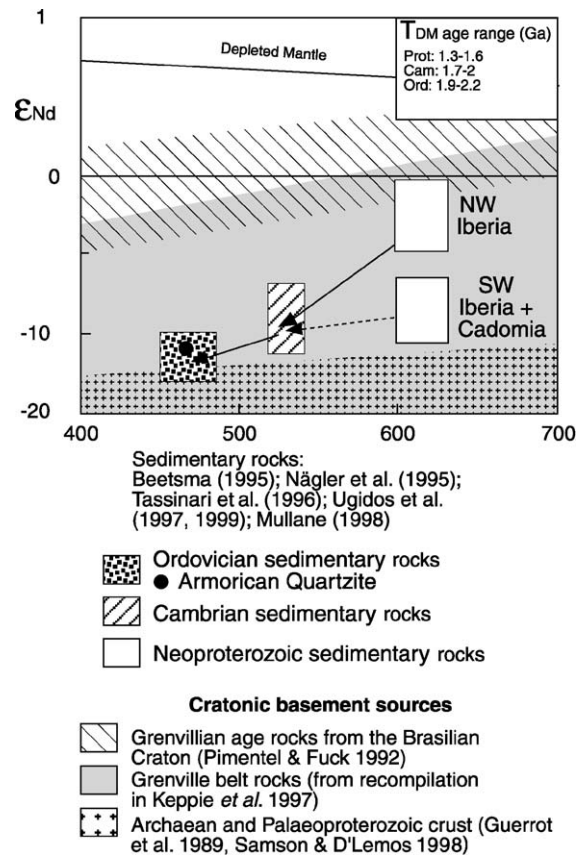 1
TDM age range (Ga)
Prot: 1.3-1.6
Cam: 1.7-2
Ord: 1.9-2.2
Depleted Mantle
εNd
0
NW
Iberia
SW
Iberia +
Cadomia
-10
-20
400 500 600 700
Sedimentary rocks:
Beetsma (1995); Nägler et al. (1995);
Tassinari et al. (1996); Ugidos et al.
(1997, 1999); Mullane (1998)
Ordovician sedimentary rocks
Armorican Quartzite
Cambrian sedimentary rocks
Neoproterozoic sedimentary rocks
Cratonic basement sources
Grenvillian age rocks from the Brasilian
Craton (Pimentel & Fuck 1992)
Grenville belt rocks (from recompilation
in Keppie et al. 1997)
Archaean and Palaeoproterozoic crust (Guerrot
et al. 1989, Samson & D'Lemos 1998)